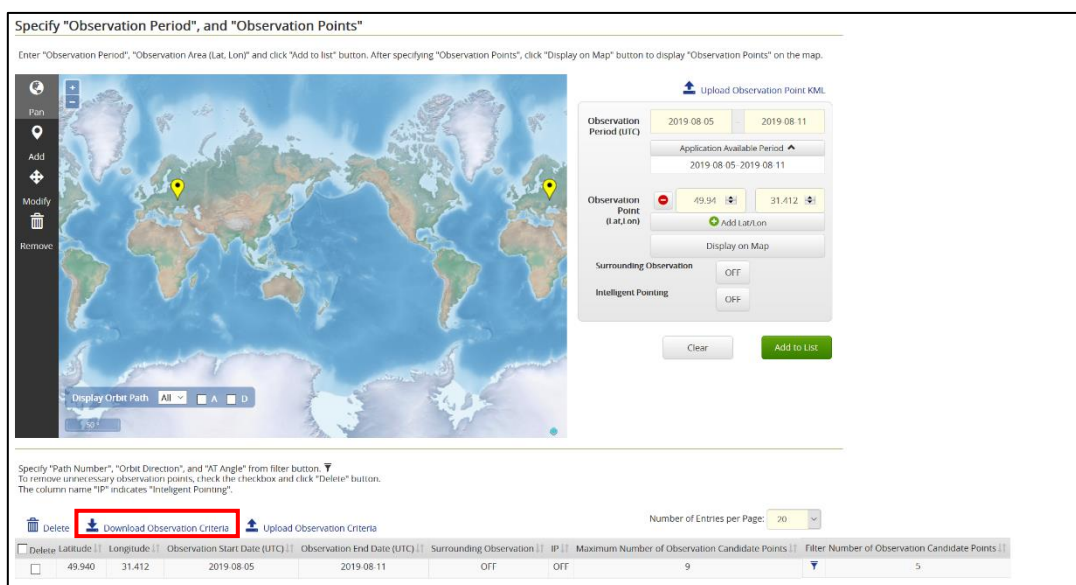 Specify "Observation Period", and "Observation Points"
Enter "Observation Period", "Observation Area (Lat, Lon)" and click "Add to list" button. After specifying "Observation Points", click "Display on Map" button to display "Observation Points" on the map.
Upload Observation Point KML
Pan
Add
Modify
Remove
+
-
Observation Period (UTC)
2019-08-05 - 2019-08-11
Application Available Period
2019-08-05-2019-08-11
Observation Point (Lat,Lon)
49.94 31.412
Add Lat/Lon
Display on Map
Surrounding Observation OFF
Intelligent Pointing OFF
Clear Add to List
Display Orbit Path All A D
50°
Specify "Path Number", "Orbit Direction", and "AT Angle" from filter button.
To remove unnecessary observation points, check the checkbox and click "Delete" button.
The column name "IP" indicates "Inteligent Pointing".
Delete Download Observation Criteria Upload Observation Criteria Number of Entries per Page: 20
Delete Latitude Longitude Observation Start Date (UTC) Observation End Date (UTC) Surrounding Observation IP Maximum Number of Observation Candidate Points Filter Number of Observation Candidate Points
49.940 31.412 2019-08-05 2019-08-11 OFF OFF 9 5